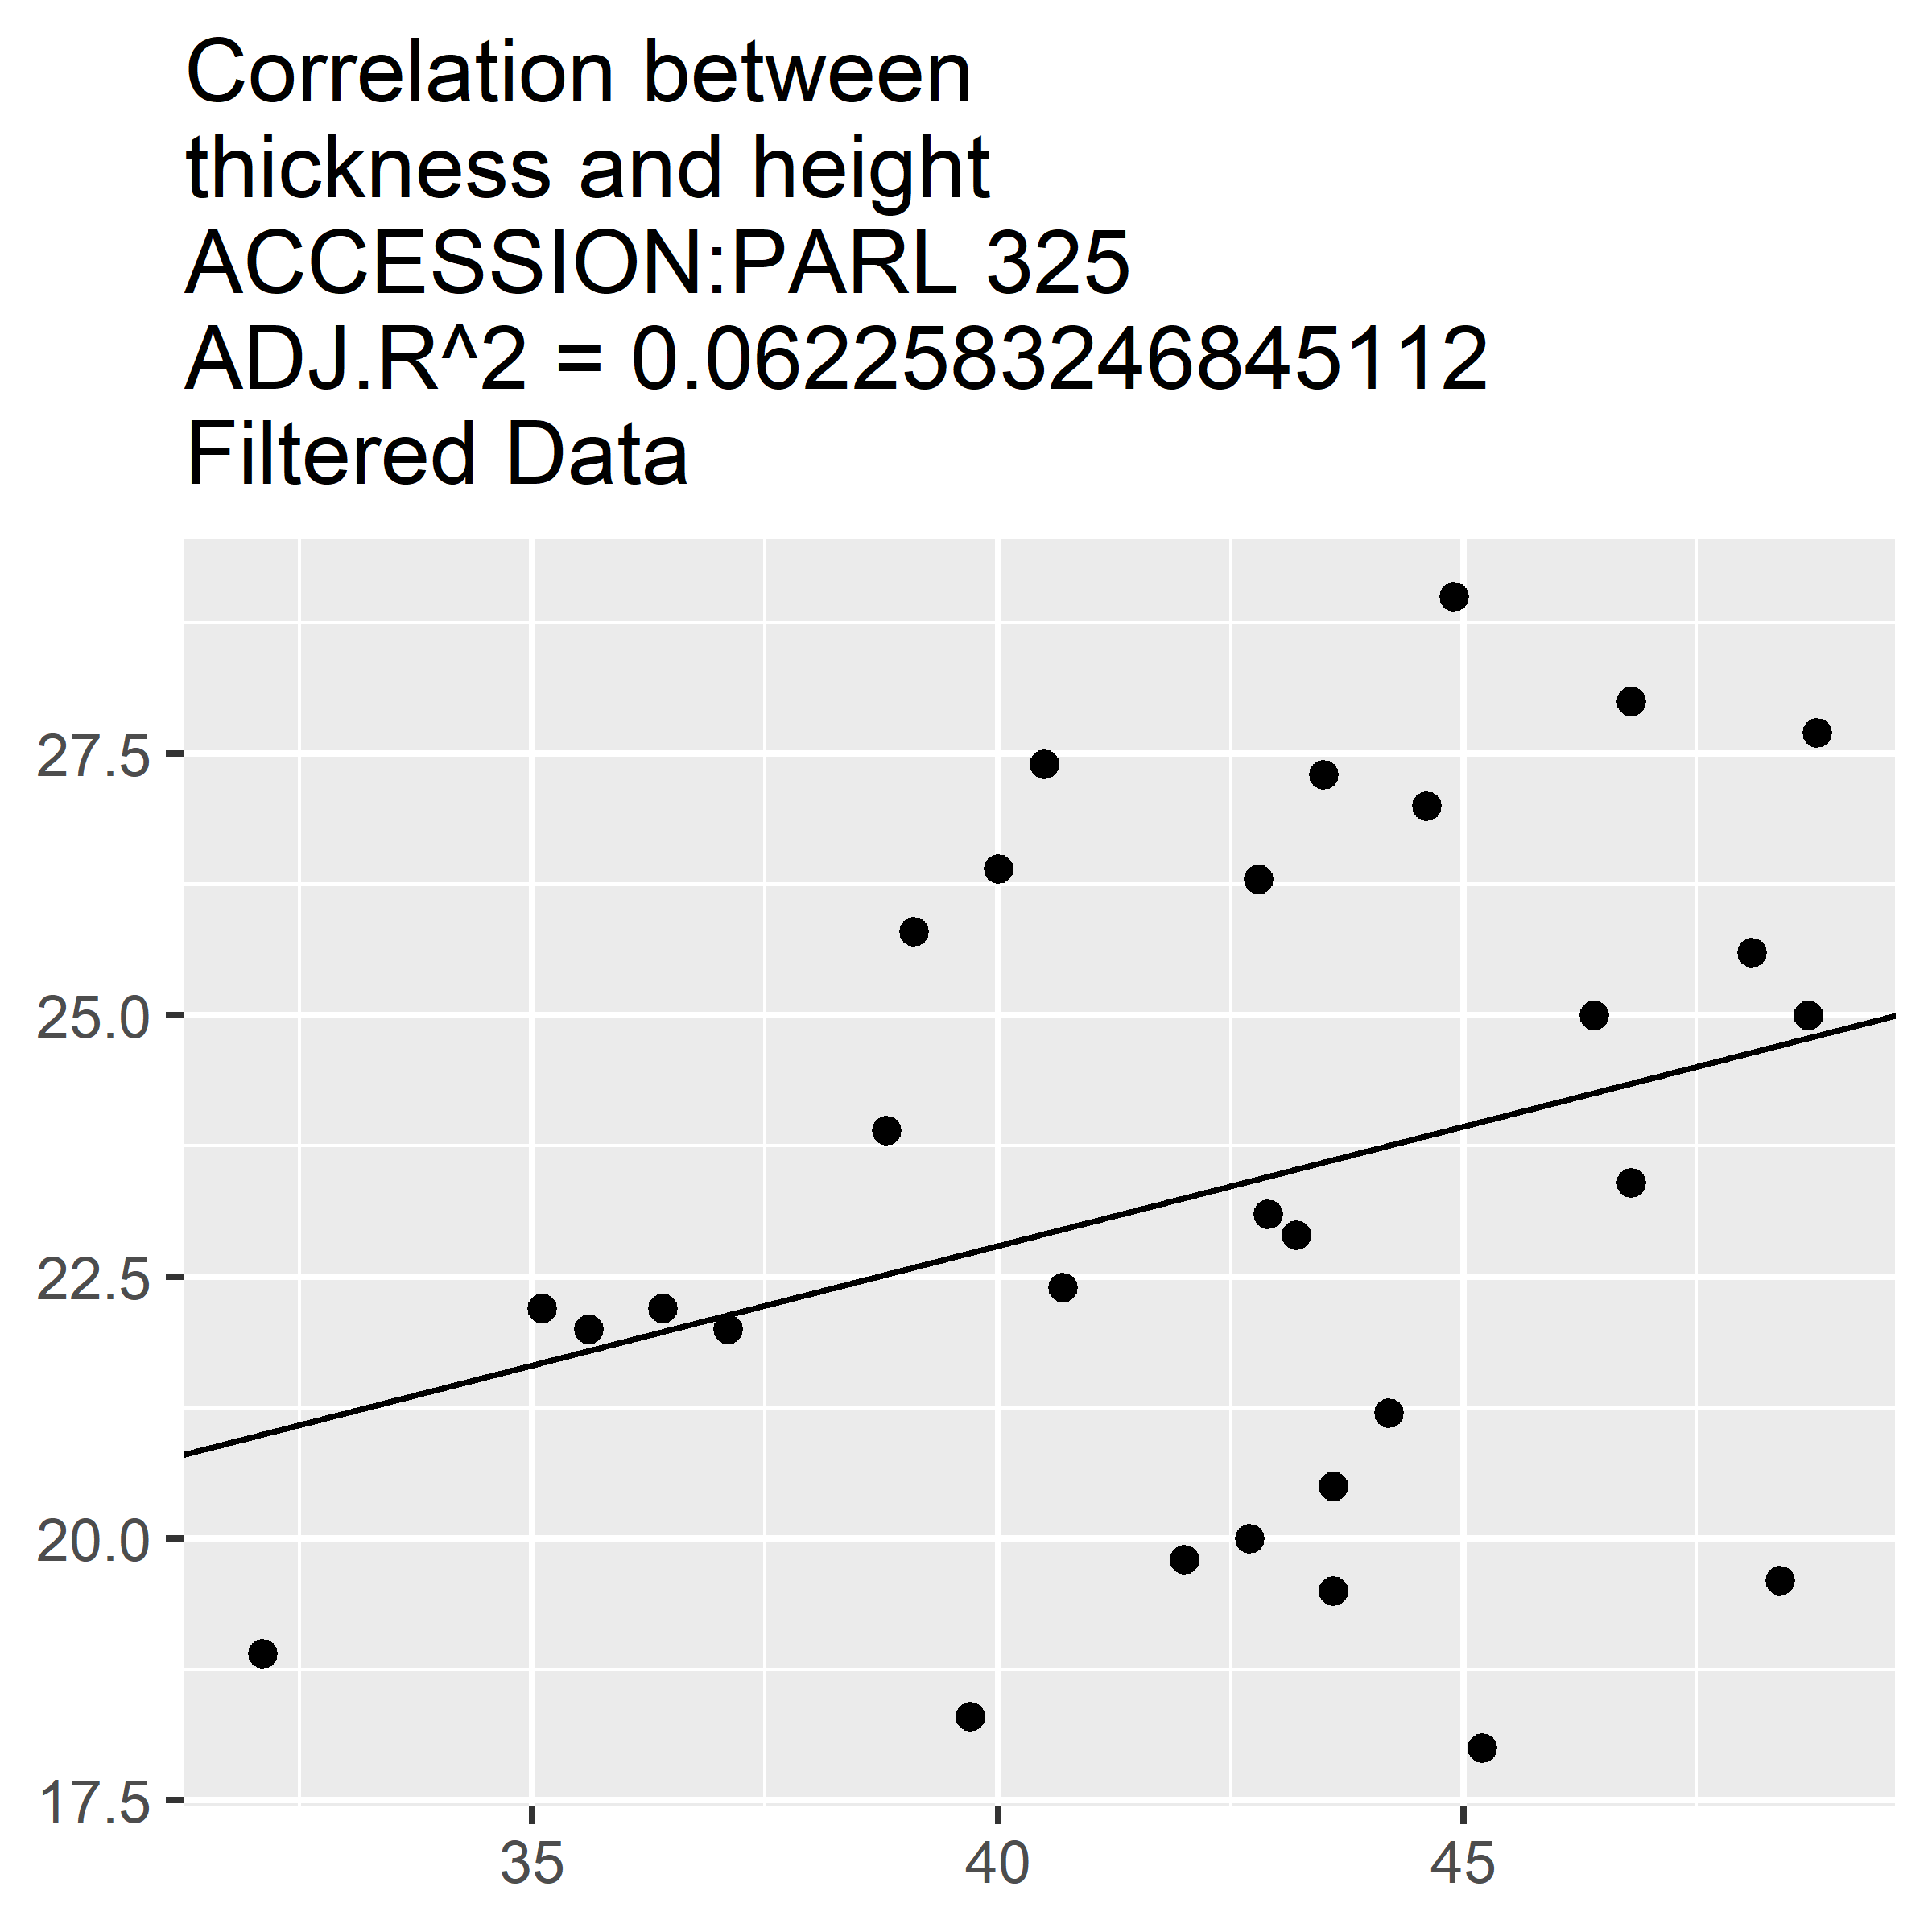 Correlation between
thickness and height
ACCESSION:PARL 325
ADJ.R^2 = 0.0622583246845112
Filtered Data
27.5
25.0
22.5
20.0
17.5
35
40
45